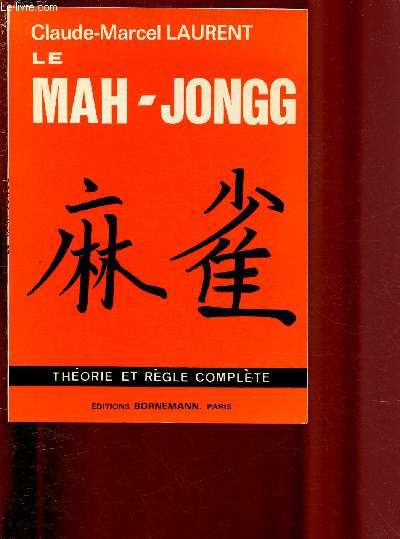 Le-livre.com
Claude-Marcel LAURENT
LE
MAH-JONGG
麻雀
THÉORIE ET RÈGLE COMPLÈTE
ÉDITIONS BORNEMANN. PARIS